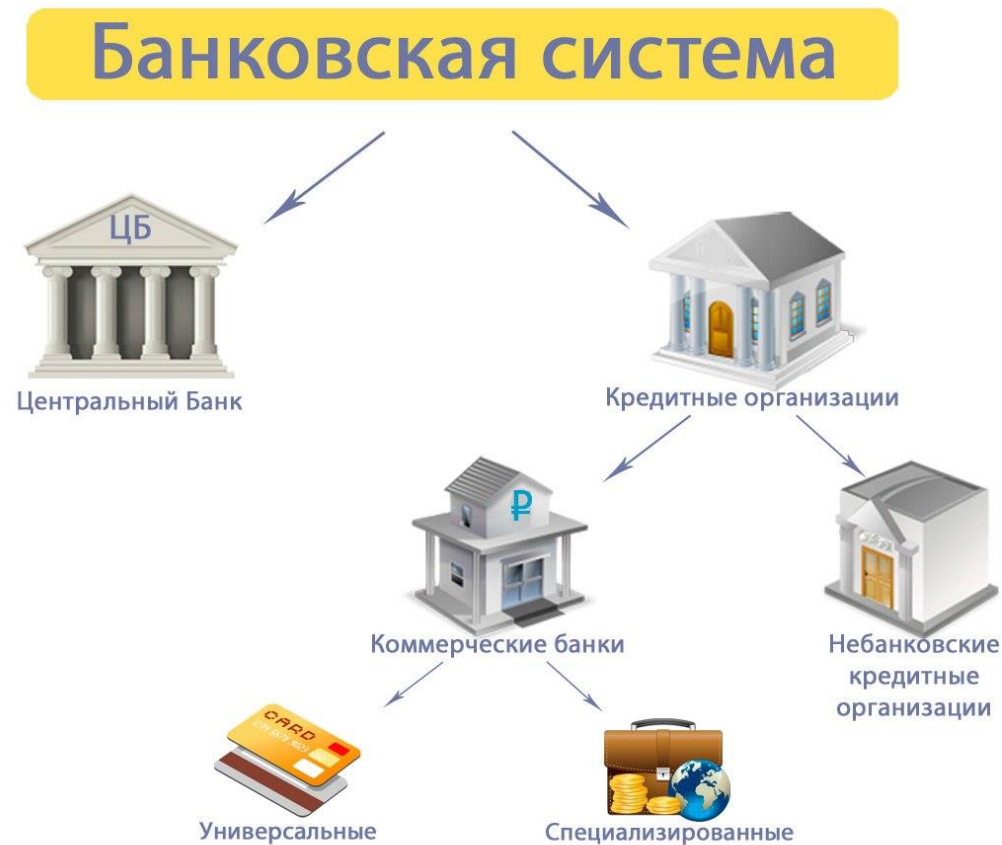 Банковская система
ЦБ
Центральный Банк
Кредитные организации
₽
Коммерческие банки
Небанковские
кредитные
организации
CARD
Универсальные
Специализированные